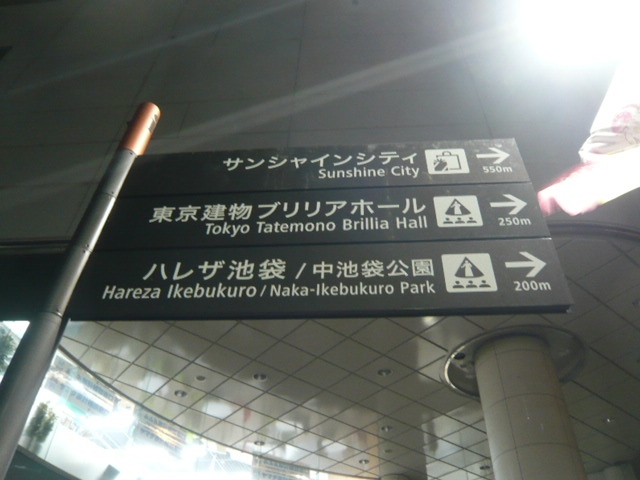 サンシャインシティ
Sunshine City
550m
東京建物 ブリリアホール
Tokyo Tatemono Brillia Hall
250m
ハレザ池袋 / 中池袋公園
Hareza Ikebukuro / Naka-Ikebukuro Park
200m